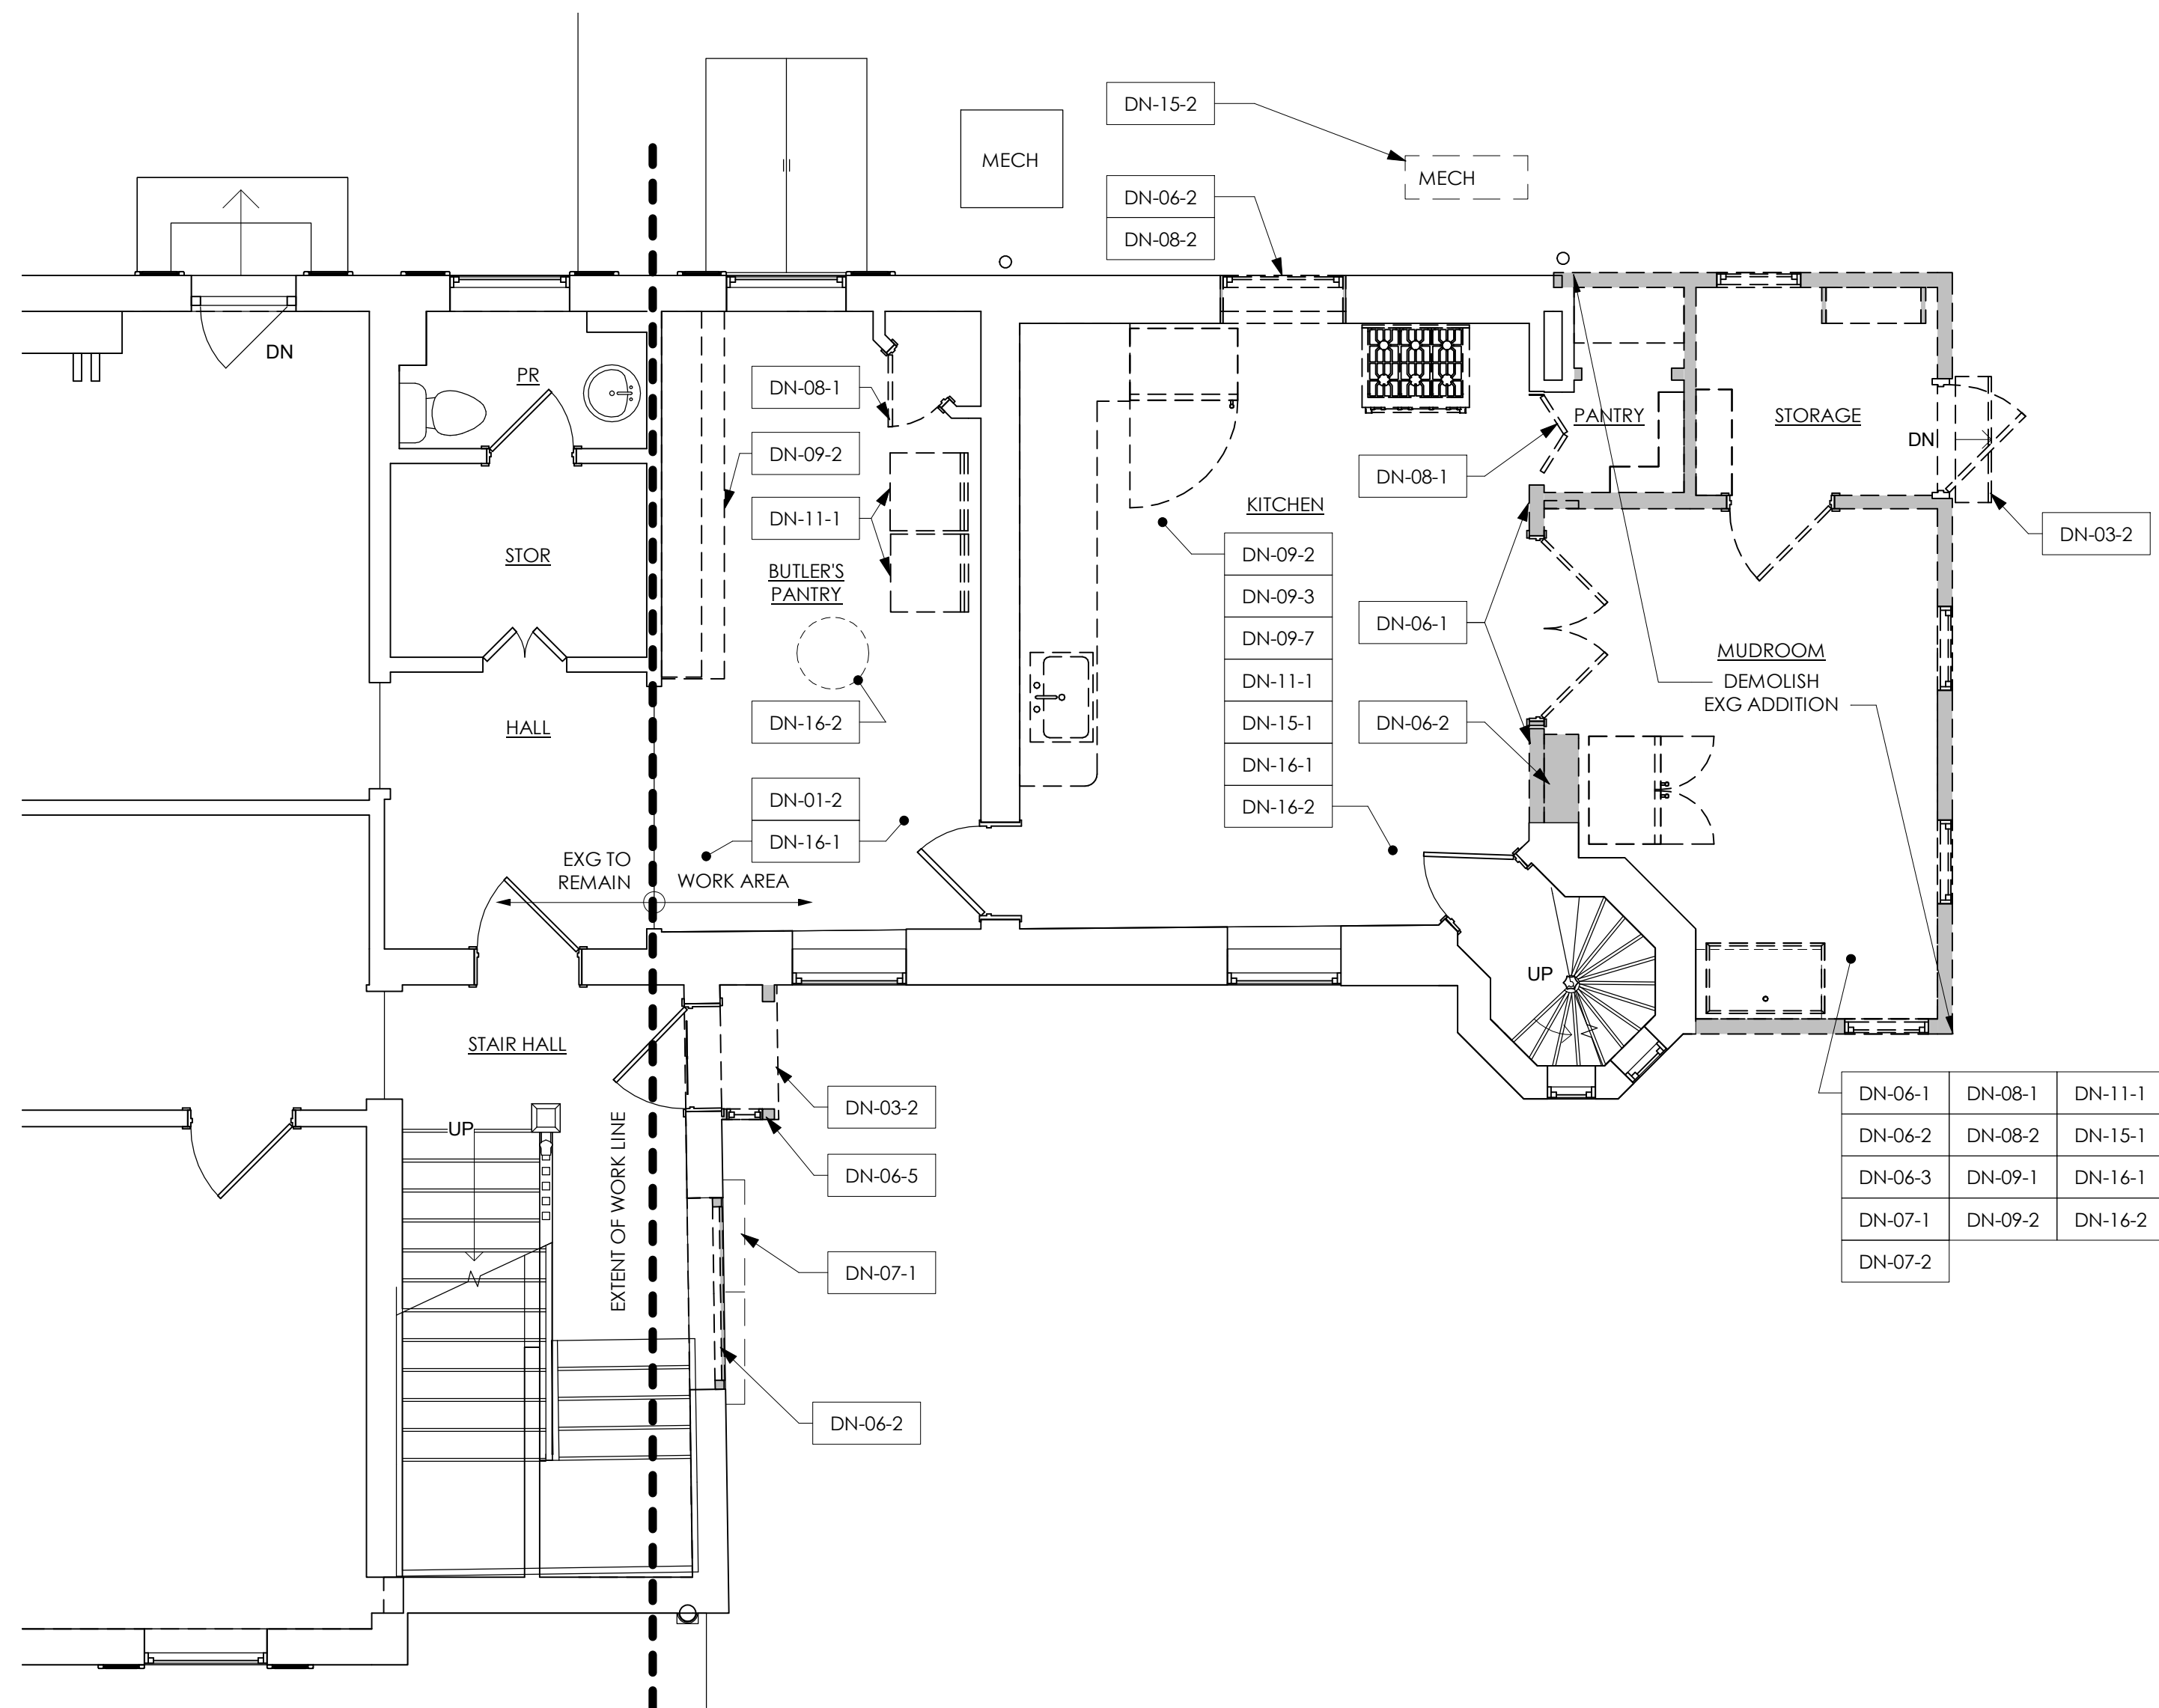 DN-15-2
MECH
MECH
DN-06-2
DN-08-2
DN
PR
DN-08-1
DN-09-2
DN-11-1
STOR
BUTLER'S
PANTRY
DN-16-2
HALL
DN-01-2
DN-16-1
EXG TO
REMAIN
WORK AREA
KITCHEN
DN-09-2
DN-09-3
DN-09-7
DN-11-1
DN-15-1
DN-16-1
DN-16-2
DN-08-1
PANTRY
STORAGE
DN
DN-03-2
DN-06-1
DN-06-2
MUDROOM
DEMOLISH
EXG ADDITION
UP
STAIR HALL
UP
EXTENT OF WORK LINE
DN-03-2
DN-06-5
DN-07-1
DN-06-2
DN-06-1 DN-08-1 DN-11-1
DN-06-2 DN-08-2 DN-15-1
DN-06-3 DN-09-1 DN-16-1
DN-07-1 DN-09-2 DN-16-2
DN-07-2